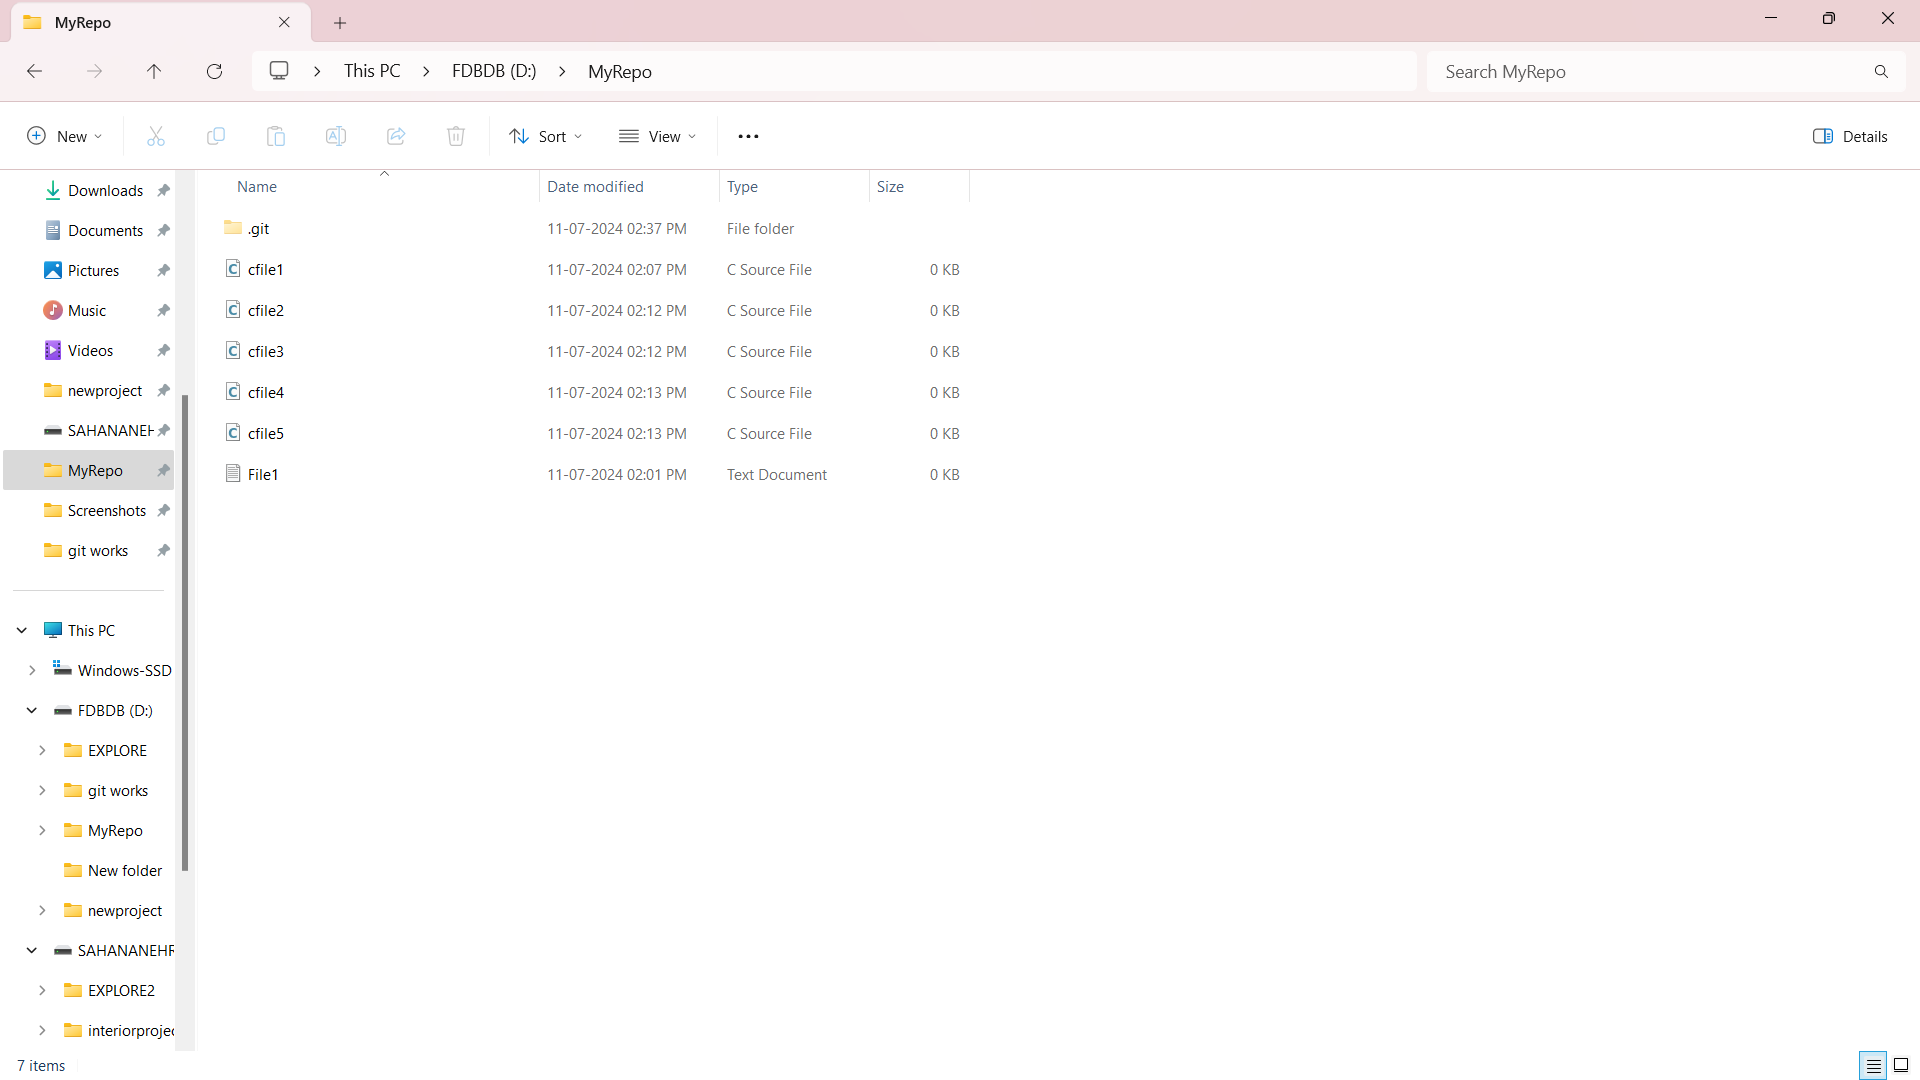 MyRepo
This PC > FDBDB (D:) > MyRepo
Search MyRepo
New
Sort
View
Details
Downloads
Documents
Pictures
Music
Videos
newproject
SAHANANEH
MyRepo
Screenshots
git works
This PC
Windows-SSD
FDBDB (D:)
EXPLORE
git works
MyRepo
New folder
newproject
SAHANANEHR
EXPLORE2
interiorprojec
Name Date modified Type Size
.git 11-07-2024 02:37 PM File folder
cfile1 11-07-2024 02:07 PM C Source File 0 KB
cfile2 11-07-2024 02:12 PM C Source File 0 KB
cfile3 11-07-2024 02:12 PM C Source File 0 KB
cfile4 11-07-2024 02:13 PM C Source File 0 KB
cfile5 11-07-2024 02:13 PM C Source File 0 KB
File1 11-07-2024 02:01 PM Text Document 0 KB
7 items